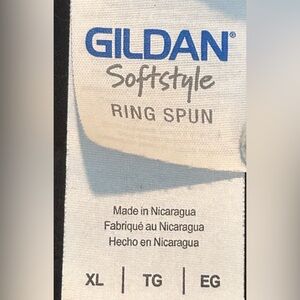 GILDAN®
Softstyle
RING SPUN
Made in Nicaragua
Fabriqué au Nicaragua
Hecho en Nicaragua
XL | TG | EG